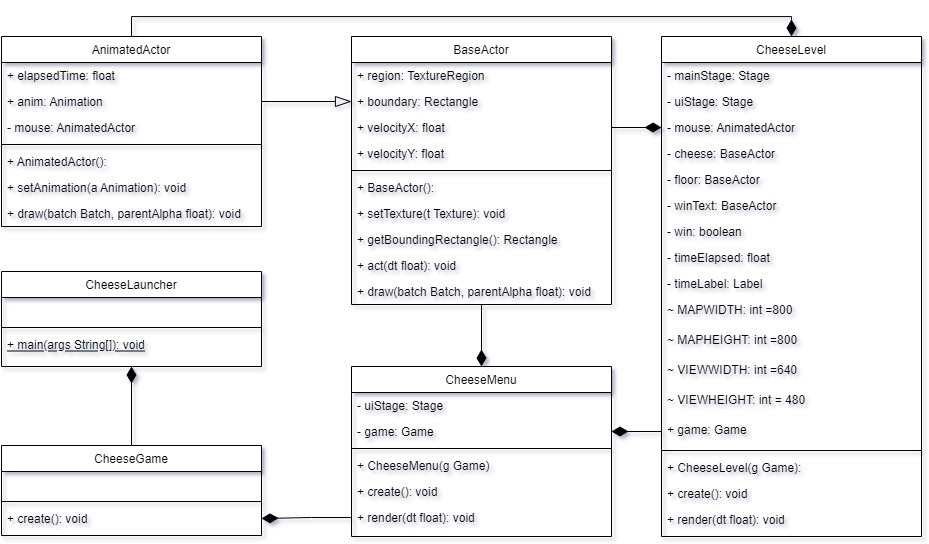 AnimatedActor
+ elapsedTime: float
+ anim: Animation
- mouse: AnimatedActor
+ AnimatedActor():
+ setAnimation(a Animation): void
+ draw(batch Batch, parentAlpha float): void
BaseActor
+ region: TextureRegion
+ boundary: Rectangle
+ velocityX: float
+ velocityY: float
+ BaseActor():
+ setTexture(t Texture): void
+ getBoundingRectangle(): Rectangle
+ act(dt float): void
+ draw(batch Batch, parentAlpha float): void
CheeseLevel
- mainStage: Stage
- uiStage: Stage
- mouse: AnimatedActor
- cheese: BaseActor
- floor: BaseActor
- winText: BaseActor
- win: boolean
- timeElapsed: float
- timeLabel: Label
~ MAPWIDTH: int =800
~ MAPHEIGHT: int =800
~ VIEWWIDTH: int =640
~ VIEWHEIGHT: int = 480
+ game: Game
+ CheeseLevel(g Game):
+ create(): void
+ render(dt float): void
CheeseLauncher
+ main(args String[]): void
CheeseGame
+ create(): void
CheeseMenu
- uiStage: Stage
- game: Game
+ CheeseMenu(g Game)
+ create(): void
+ render(dt float): void